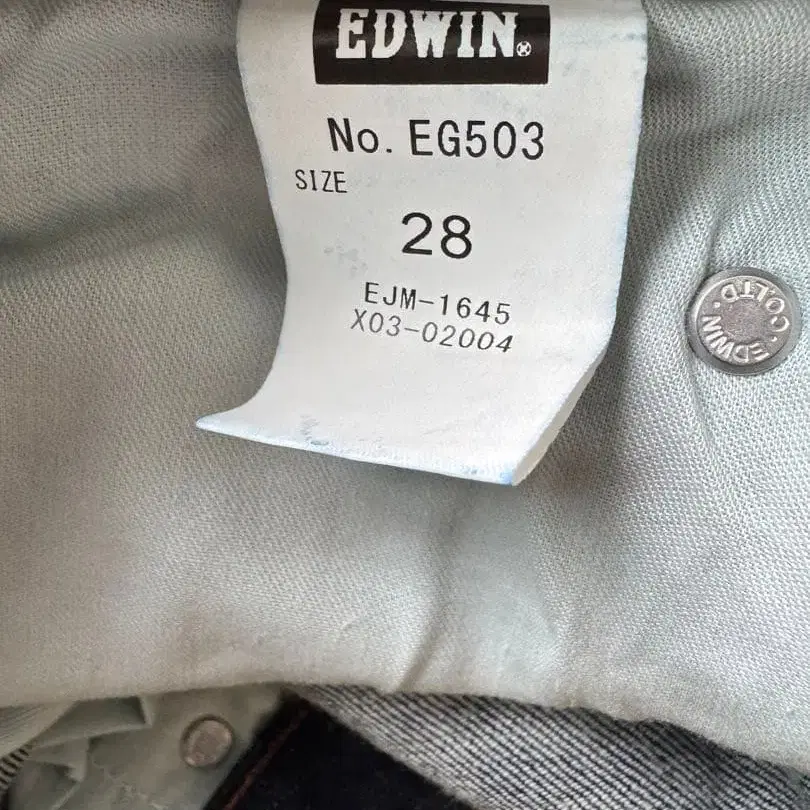 EDWIN®
No. EG503
SIZE
28
EJM-1645
X03-02004
EDWIN CO.LTD.